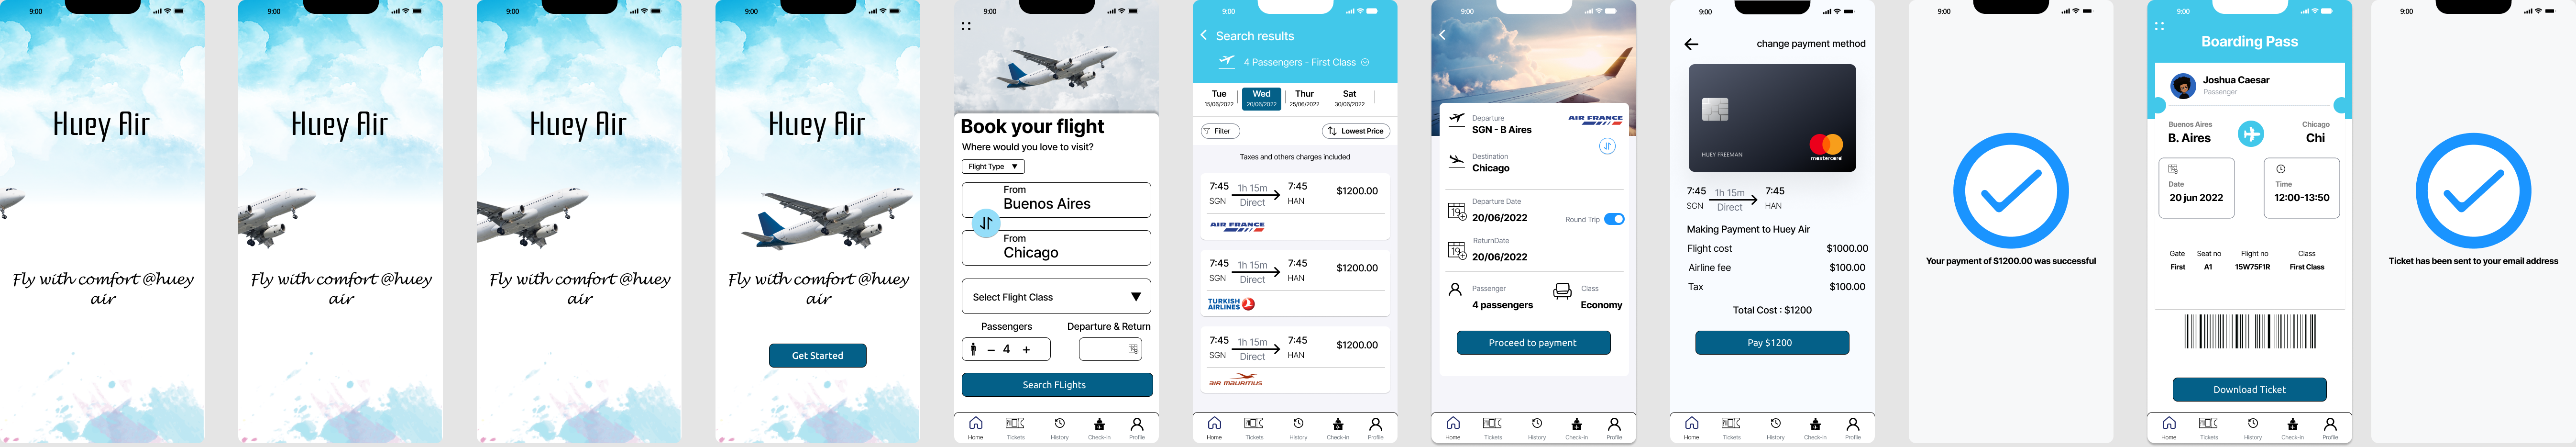 9:00
Huey Air
Fly with comfort @huey
air
9:00
Huey Air
Fly with comfort @huey
air
9:00
Huey Air
Fly with comfort @huey
air
9:00
Huey Air
Fly with comfort @huey
air
Get Started
9:00
Book your flight
Where would you love to visit?
Flight Type
From
Buenos Aires
From
Chicago
Select Flight Class
Passengers
Departure & Return
4
Search FLights
Home
Tickets
History
Check-in
Profile
9:00
Search results
4 Passengers - First Class
Tue
15/06/2022
Wed
20/06/2022
Thur
25/06/2022
Sat
30/06/2022
Filter
Lowest Price
Taxes and others charges included
7:45 1h 15m 7:45 $1200.00
SGN Direct HAN
AIR FRANCE
7:45 1h 15m 7:45 $1200.00
SGN Direct HAN
TURKISH
AIRLINES
7:45 1h 15m 7:45 $1200.00
SGN Direct HAN
AIR MAURITIUS
Home
Tickets
History
Check-in
Profile
9:00
Departure
SGN - B Aires
AIR FRANCE
Destination
Chicago
Departure Date
20/06/2022
Round Trip
ReturnDate
20/06/2022
Passenger
4 passengers
Class
Economy
Proceed to payment
Home
Tickets
History
Check-in
Profile
9:00
change payment method
HUEY FREEMAN
mastercard
7:45 1h 15m 7:45
SGN Direct HAN
Making Payment to Huey Air
Flight cost $1000.00
Airline fee $100.00
Tax $100.00
Total Cost : $1200
Pay $1200
Home
Tickets
History
Check-in
Profile
9:00
Your payment of $1200.00 was successful
9:00
Boarding Pass
Joshua Caesar
Passenger
Buenos Aires
B. Aires
Chicago
Chi
Date
20 jun 2022
Time
12:00-13:50
Gate Seat no Flight no Class
First A1 15W75F1R First Class
Download Ticket
Home
Tickets
History
Check-in
Profile
9:00
Ticket has been sent to your email address